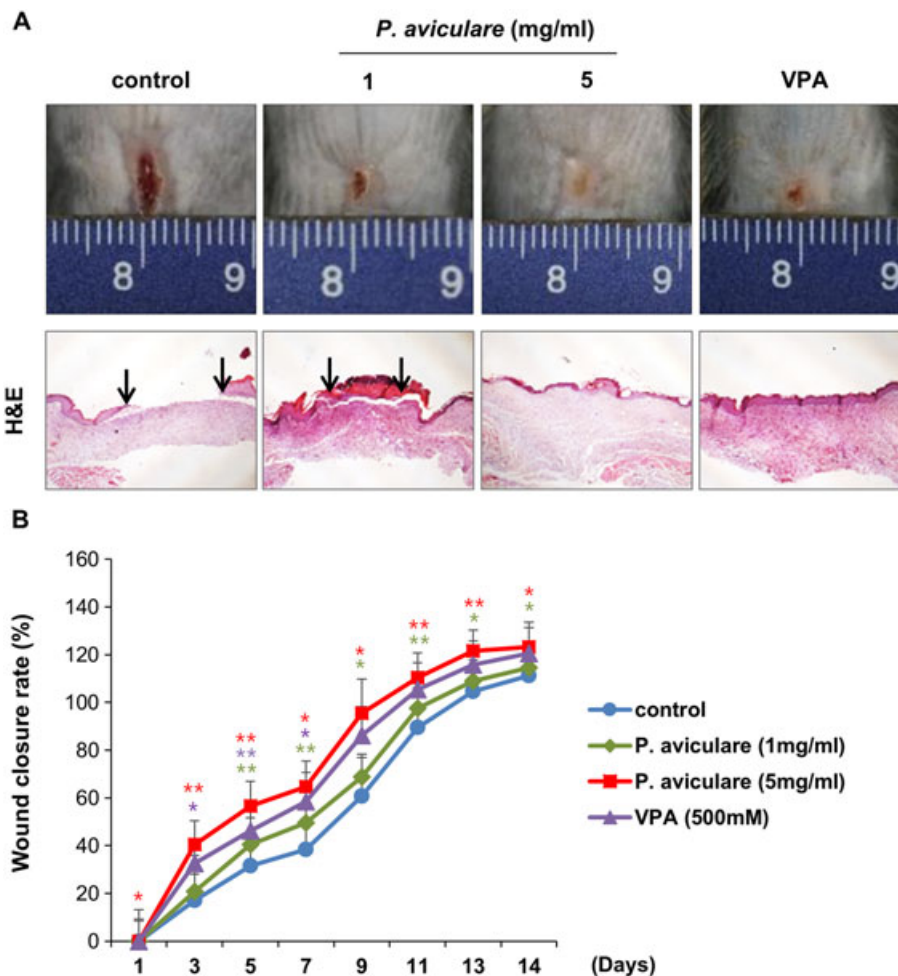 A
P. aviculare (mg/ml)
control 1 5 VPA
8 9 8 9 8 9 8 9
H&E
B
Wound closure rate (%)
160
140
120
100
80
60
40
20
0
* ** * ** ** ** * * ** * * ** ** ** * *
1 3 5 7 9 11 13 14 (Days)
control
P. aviculare (1mg/ml)
P. aviculare (5mg/ml)
VPA (500mM)